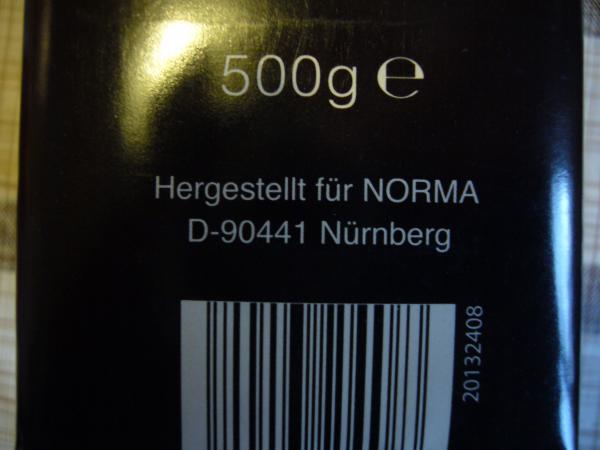 500g ℮
Hergestellt für NORMA
D-90441 Nürnberg
20132408